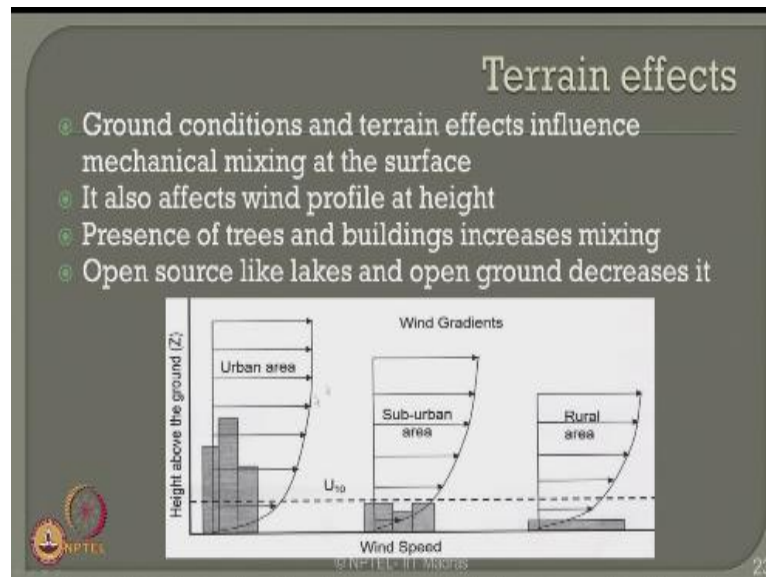 Terrain effects
Ground conditions and terrain effects influence
mechanical mixing at the surface
It also affects wind profile at height
Presence of trees and buildings increases mixing
Open source like lakes and open ground decreases it
Wind Gradients
Height above the ground (Z)
Urban area
Sub-urban
area
Rural
area
U10
Wind Speed
NPTEL
© NPTEL- IIT Madras